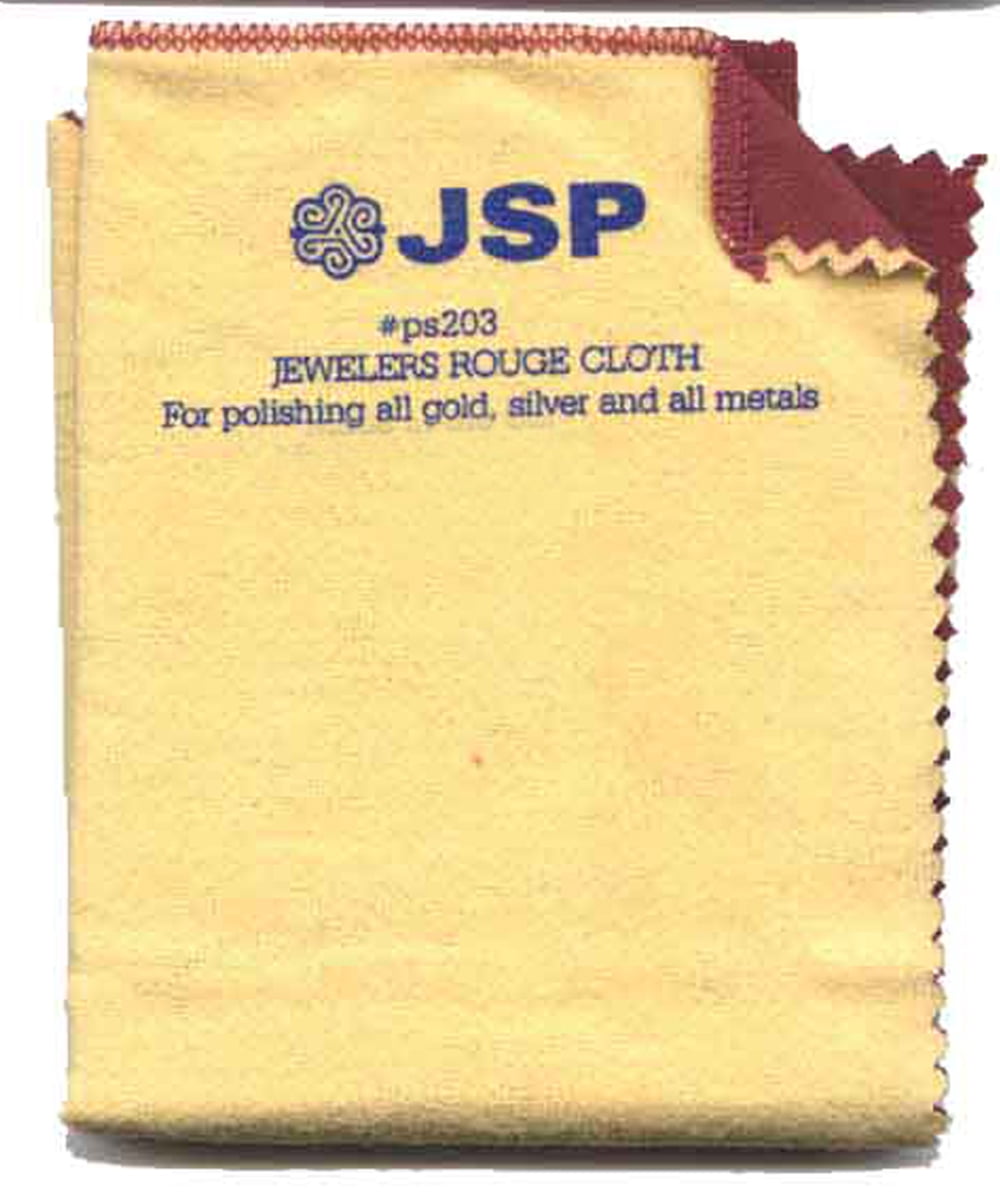 JSP
#ps203
JEWELERS ROUGE CLOTH
For polishing all gold, silver and all metals